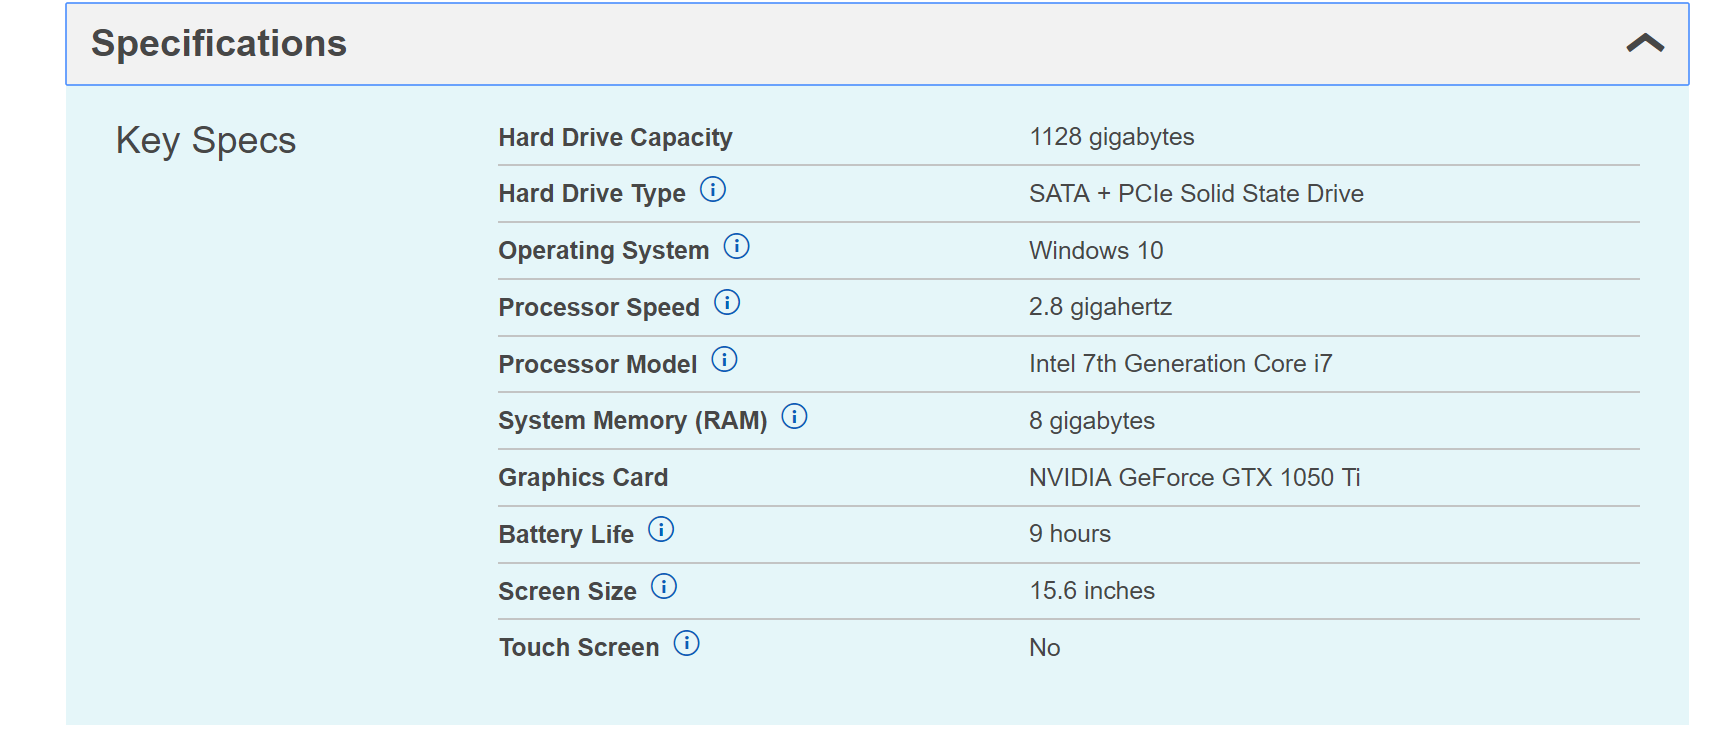 Specifications
Key Specs
Hard Drive Capacity 1128 gigabytes
Hard Drive Type SATA + PCIe Solid State Drive
Operating System Windows 10
Processor Speed 2.8 gigahertz
Processor Model Intel 7th Generation Core i7
System Memory (RAM) 8 gigabytes
Graphics Card NVIDIA GeForce GTX 1050 Ti
Battery Life 9 hours
Screen Size 15.6 inches
Touch Screen No